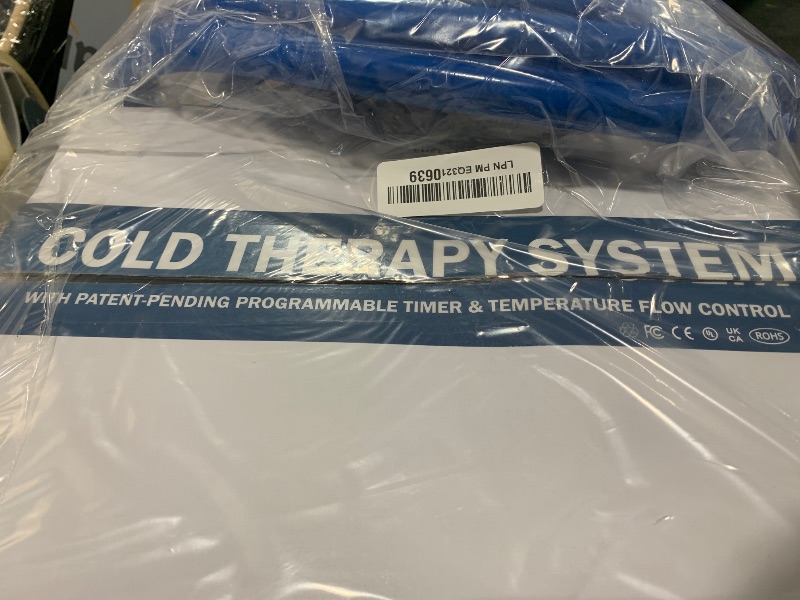 LPN PM EQ3210639
COLD THERAPY SYSTEM
WITH PATENT-PENDING PROGRAMMABLE TIMER & TEMPERATURE FLOW CONTROL
FC CE UL UK CA ROHS